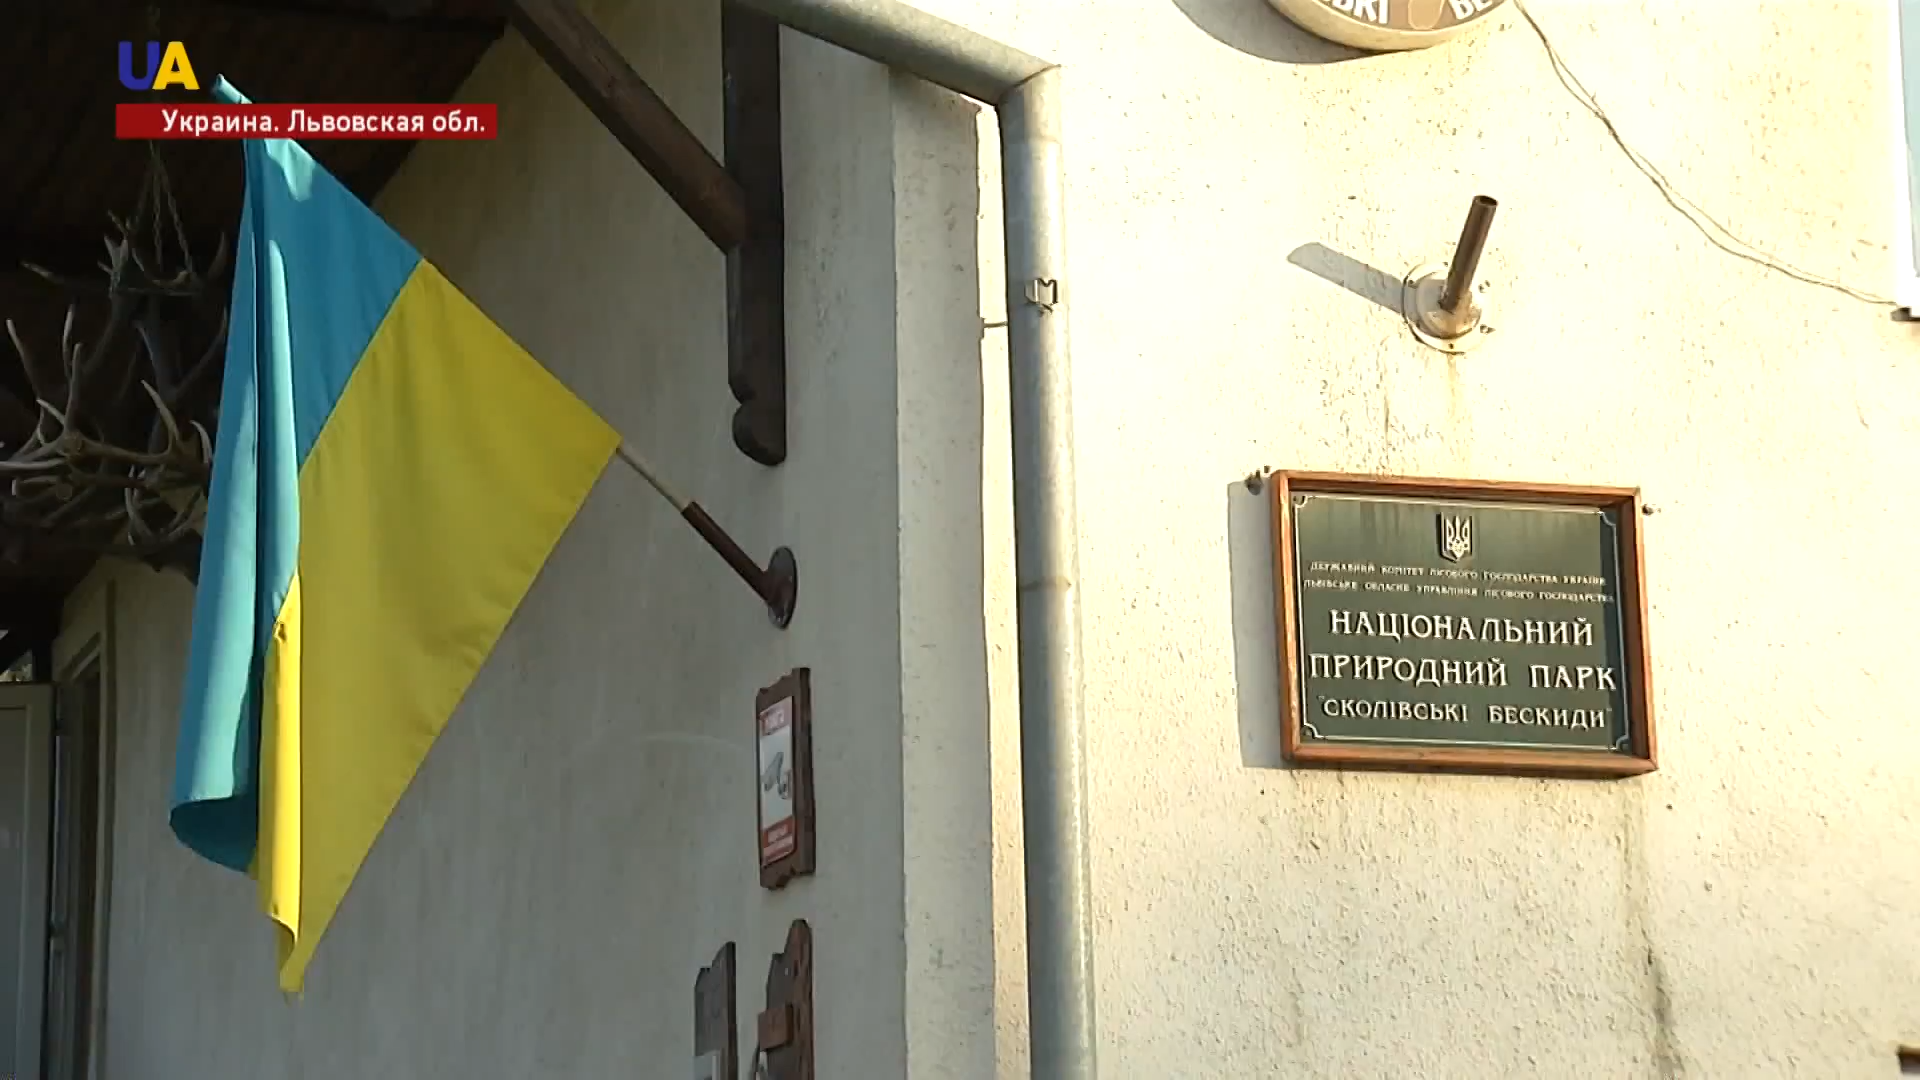 UA
Украина. Львовская обл.
ДЕРЖАВНИЙ КОМІТЕТ ЛІСОВОГО ГОСПОДАРСТВА УКРАЇНИ
ЛЬВІВСЬКЕ ОБЛАСНЕ УПРАВЛІННЯ ЛІСОВОГО ГОСПОДАРСТВА
НАЦІОНАЛЬНИЙ
ПРИРОДНИЙ ПАРК
"СКОЛІВСЬКІ БЕСКИДИ"